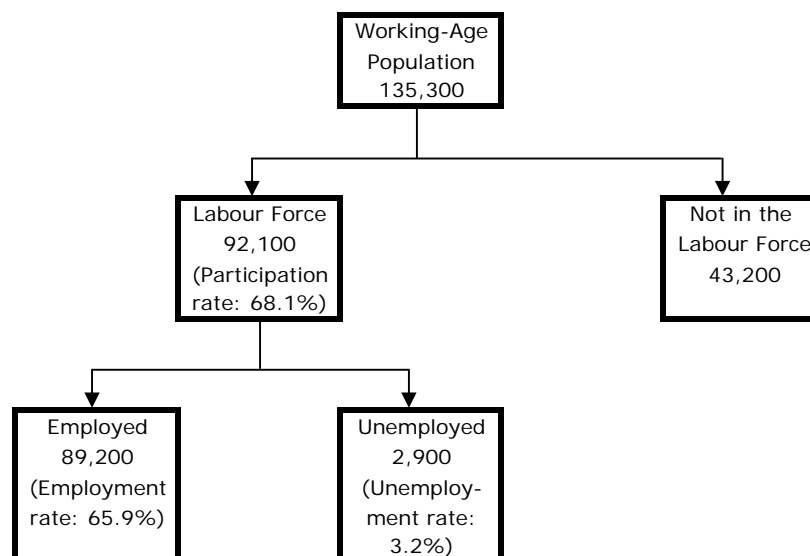 Working-Age
Population
135,300
Labour Force
92,100
(Participation
rate: 68.1%)
Not in the
Labour Force
43,200
Employed
89,200
(Employment
rate: 65.9%)
Unemployed
2,900
(Unemploy-
ment rate:
3.2%)